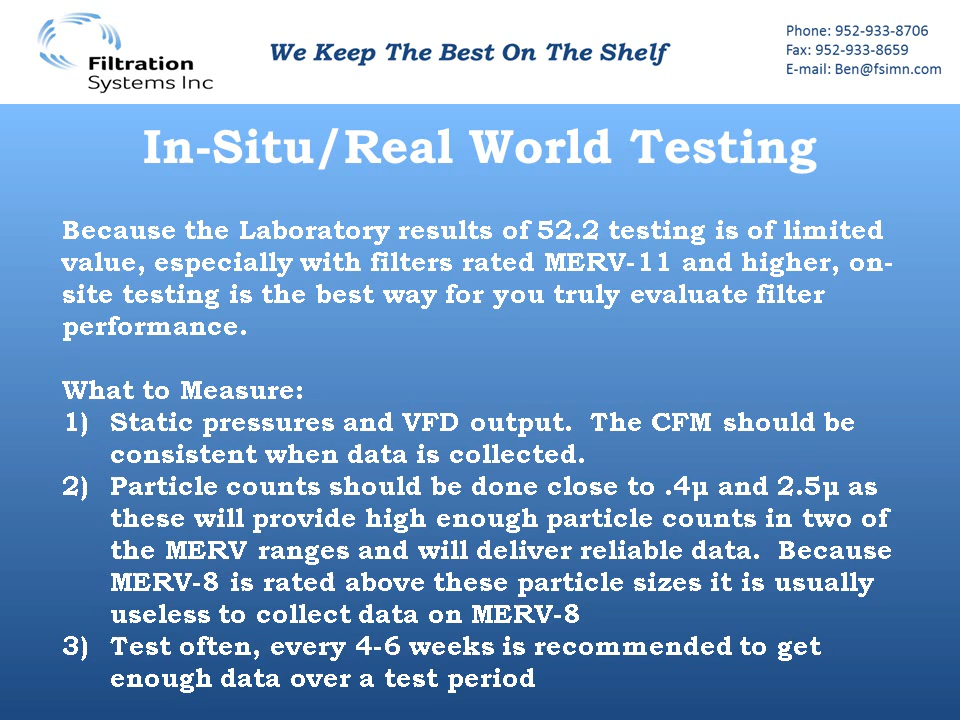 Filtration
Systems Inc
We Keep The Best On The Shelf
Phone: 952-933-8706
Fax: 952-933-8659
E-mail: Ben@fsimn.com
In-Situ/Real World Testing
Because the Laboratory results of 52.2 testing is of limited
value, especially with filters rated MERV-11 and higher, on-
site testing is the best way for you truly evaluate filter
performance.
What to Measure:
1) Static pressures and VFD output. The CFM should be
consistent when data is collected.
2) Particle counts should be done close to .4µ and 2.5µ as
these will provide high enough particle counts in two of
the MERV ranges and will deliver reliable data. Because
MERV-8 is rated above these particle sizes it is usually
useless to collect data on MERV-8
3) Test often, every 4-6 weeks is recommended to get
enough data over a test period